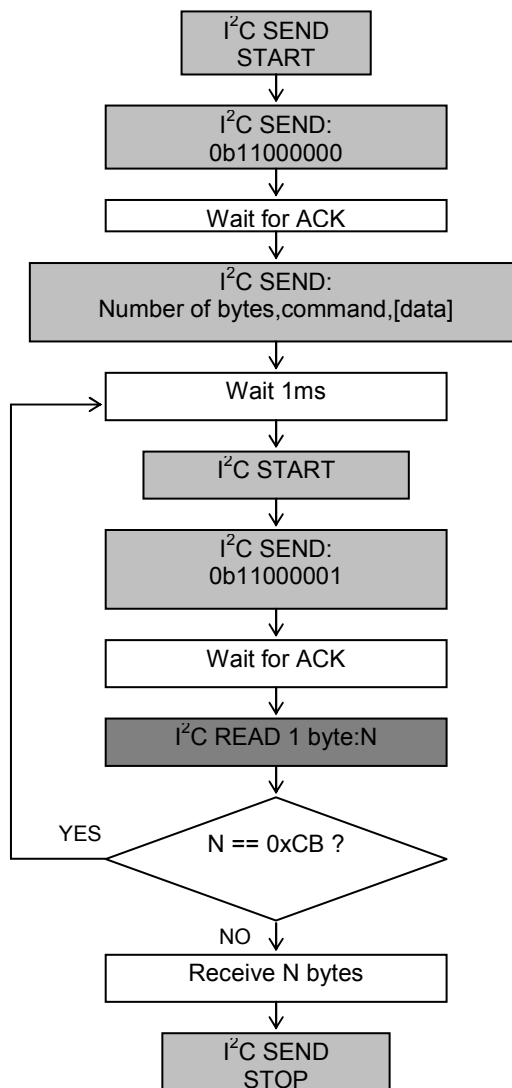 I²C SEND
START
I²C SEND:
0b11000000
Wait for ACK
I²C SEND:
Number of bytes,command,[data]
Wait 1ms
I²C START
I²C SEND:
0b11000001
Wait for ACK
I²C READ 1 byte:N
YES
N == 0xCB ?
NO
Receive N bytes
I²C SEND
STOP